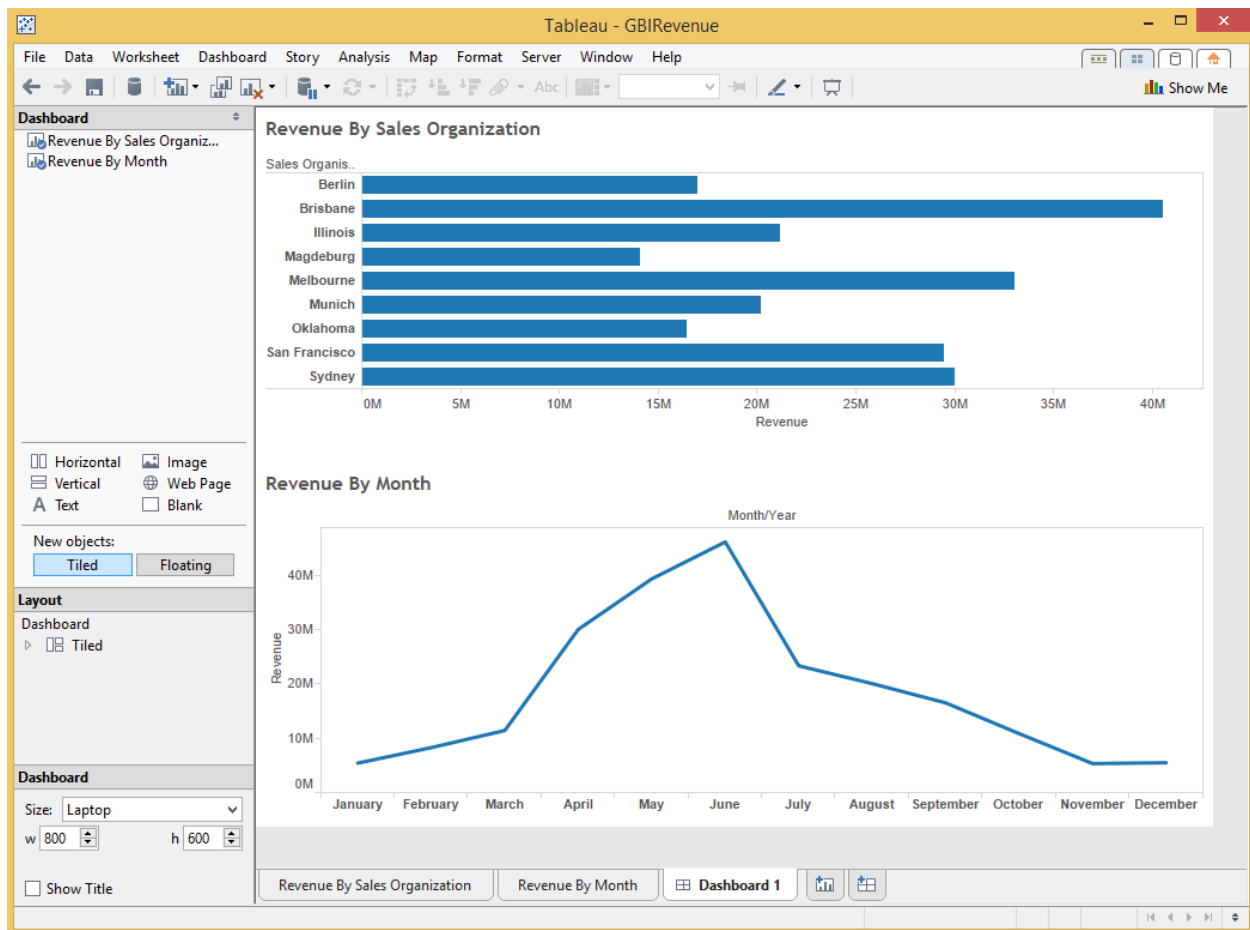 Tableau - GBIRevenue
File Data Worksheet Dashboard Story Analysis Map Format Server Window Help
Abc Show Me
Dashboard
Revenue By Sales Organiz...
Revenue By Month
Horizontal Image
Vertical Web Page
A Text Blank
New objects:
Tiled Floating
Layout
Dashboard
Tiled
Dashboard
Size: Laptop
w 800 h 600
Show Title
Revenue By Sales Organization
Sales Organis..
Berlin
Brisbane
Illinois
Magdeburg
Melbourne
Munich
Oklahoma
San Francisco
Sydney
0M 5M 10M 15M 20M 25M 30M 35M 40M
Revenue
Revenue By Month
Month/Year
40M
30M
20M
10M
0M
Revenue
January February March April May June July August September October November December
Revenue By Sales Organization Revenue By Month Dashboard 1